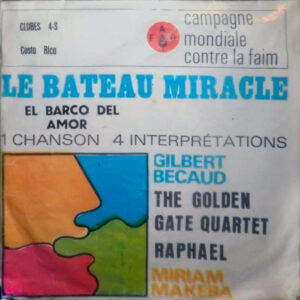 CLUBES 4-S
Costa Rica
F A O
campagne
mondiale
contre la faim
LE BATEAU MIRACLE
EL BARCO DEL
AMOR
1 CHANSON 4 INTERPRÉTATIONS
GILBERT
BECAUD
THE GOLDEN
GATE QUARTET
RAPHAEL
MIRIAM
MAKEBA